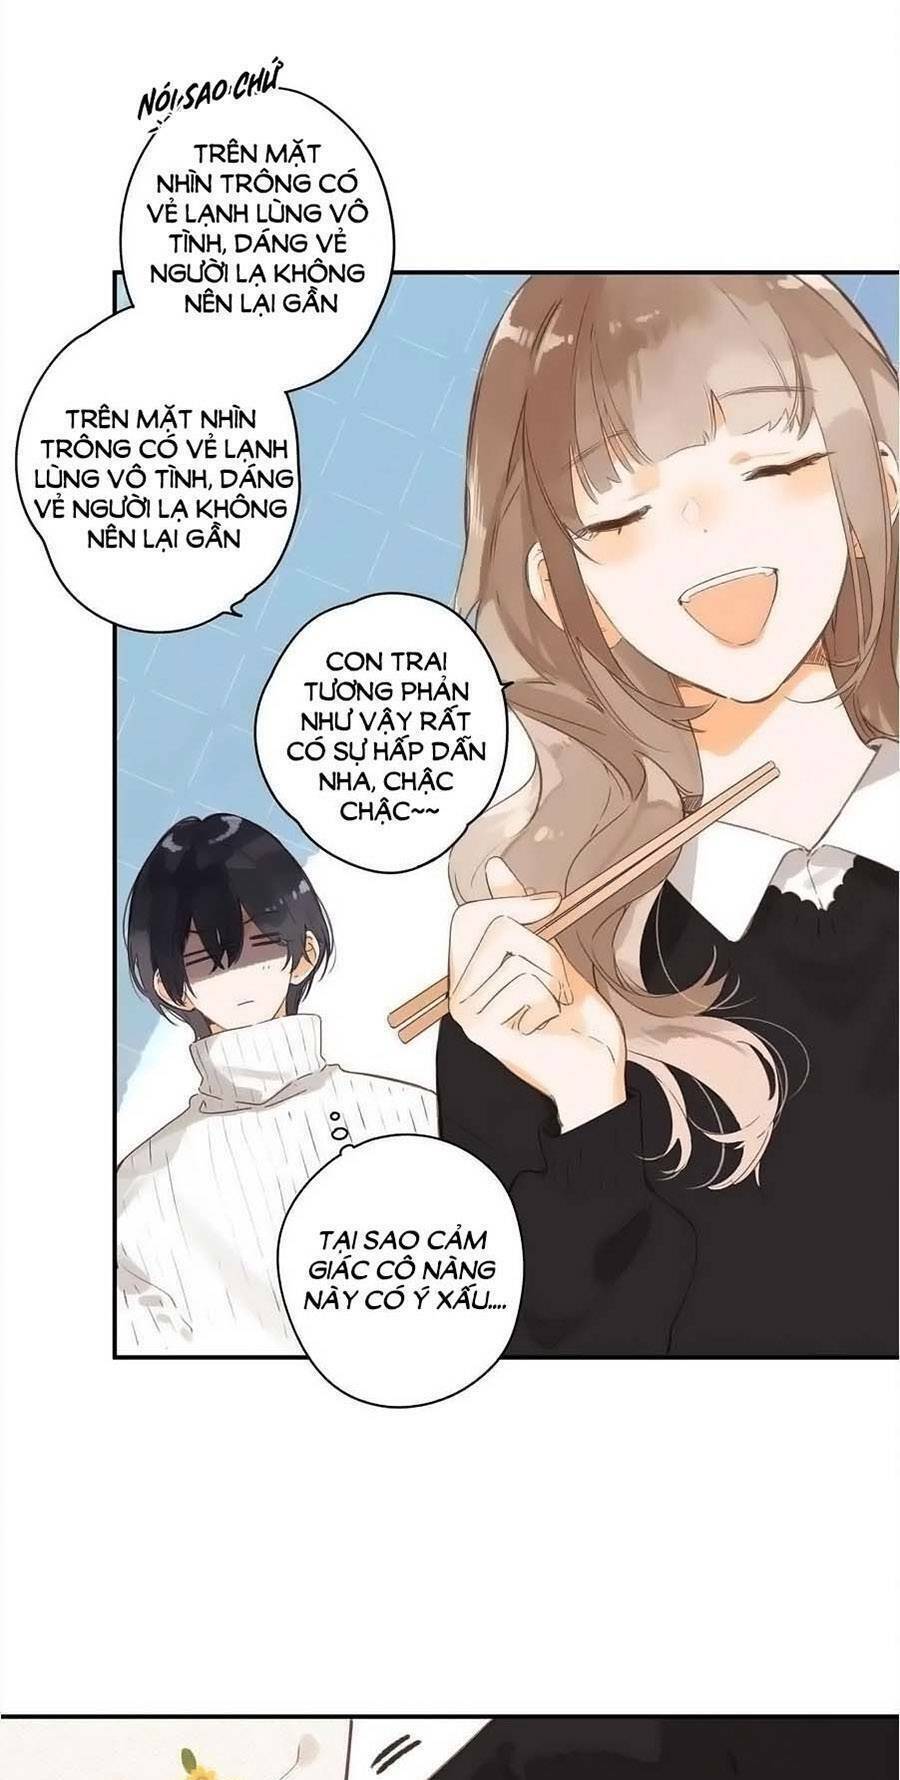 NÓI SAO CHỨ
TRÊN MẶT
NHÌN TRÔNG CÓ
VẺ LẠNH LÙNG VÔ
TÌNH, DÁNG VẺ
NGƯỜI LẠ KHÔNG
NÊN LẠI GẦN
TRÊN MẶT NHÌN
TRÔNG CÓ VẺ LẠNH
LÙNG VÔ TÌNH, DÁNG
VẺ NGƯỜI LẠ KHÔNG
NÊN LẠI GẦN
CON TRAI
TƯƠNG PHẢN
NHƯ VẬY RẤT
CÓ SỰ HẤP DẤN
NHA, CHẬC
CHẬC~~
TẠI SAO CẢM
GIÁC CÔ NÀNG
NÀY CÓ Ý XẤU....